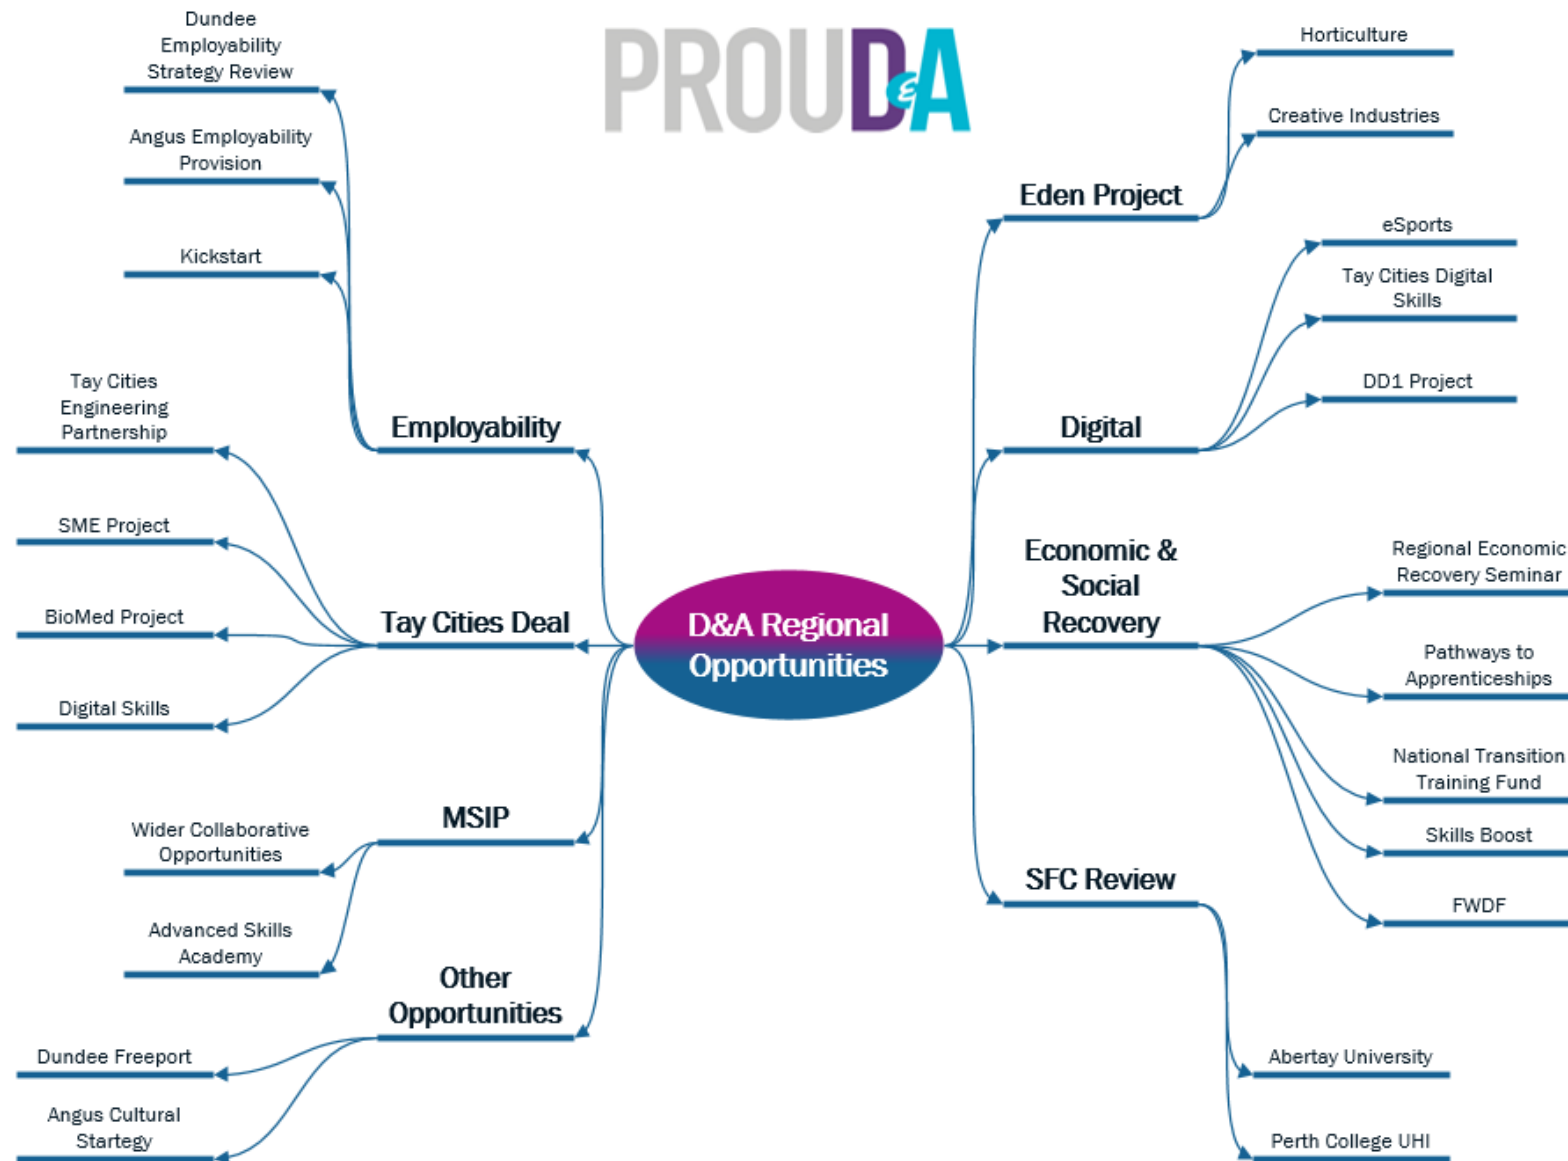 PROUD&A
Dundee
Employability
Strategy Review
Angus Employability
Provision
Kickstart
Employability
Tay Cities
Engineering
Partnership
SME Project
BioMed Project
Digital Skills
Tay Cities Deal
MSIP
Wider Collaborative
Opportunities
Advanced Skills
Academy
Other
Opportunities
Dundee Freeport
Angus Cultural
Startegy
D&A Regional
Opportunities
Eden Project
Horticulture
Creative Industries
Digital
eSports
Tay Cities Digital
Skills
DD1 Project
Economic &
Social
Recovery
Regional Economic
Recovery Seminar
Pathways to
Apprenticeships
National Transition
Training Fund
Skills Boost
FWDF
SFC Review
Abertay University
Perth College UHI